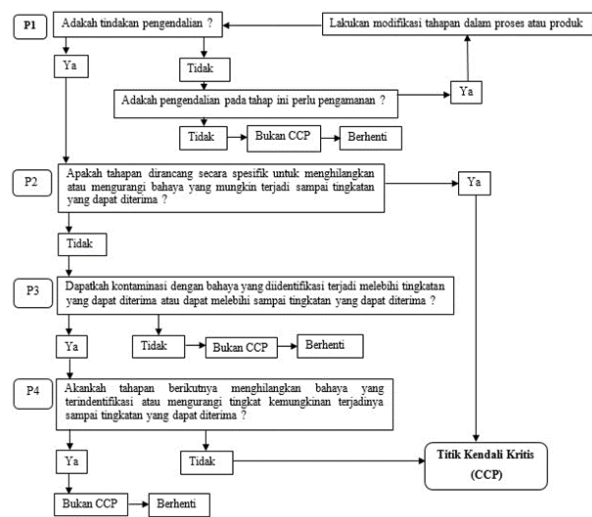 P1
Adakah tindakan pengendalian ?
Lakukan modifikasi tahapan dalam proses atau produk
Ya
Tidak
Adakah pengendalian pada tahap ini perlu pengamanan ?
Ya
Tidak
Bukan CCP
Berhenti
P2
Apakah tahapan dirancang secara spesifik untuk menghilangkan
atau mengurangi bahaya yang mungkin terjadi sampai tingkatan
yang dapat diterima ?
Ya
Tidak
P3
Dapatkah kontaminasi dengan bahaya yang diidentifikasi terjadi melebihi tingkatan
yang dapat diterima atau dapat melebihi sampai tingkatan yang dapat diterima ?
Ya
Tidak
Bukan CCP
Berhenti
P4
Akankah tahapan berikutnya menghilangkan bahaya yang
terindentifikasi atau mengurangi tingkat kemungkinan terjadinya
sampai tingkatan yang dapat diterima ?
Ya
Tidak
Titik Kendali Kritis
(CCP)
Bukan CCP
Berhenti